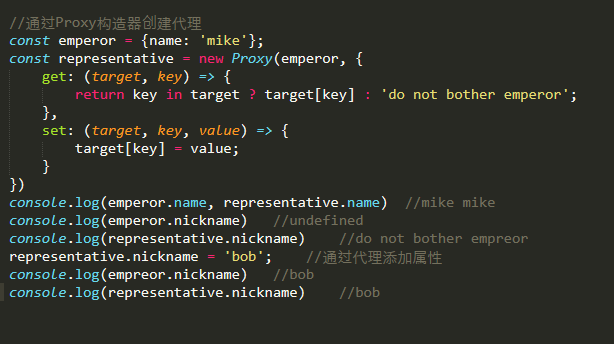 //通过Proxy构造器创建代理
const emperor = {name: 'mike'};
const representative = new Proxy(emperor, {
    get: (target, key) => {
        return key in target ? target[key] : 'do not bother emperor';
    },
    set: (target, key, value) => {
        target[key] = value;
    }
})
console.log(emperor.name, representative.name)  //mike mike
console.log(emperor.nickname)   //undefined
console.log(representative.nickname)    //do not bother empreor
representative.nickname = 'bob';    //通过代理添加属性
console.log(empreor.nickname)   //bob
console.log(representative.nickname)    //bob